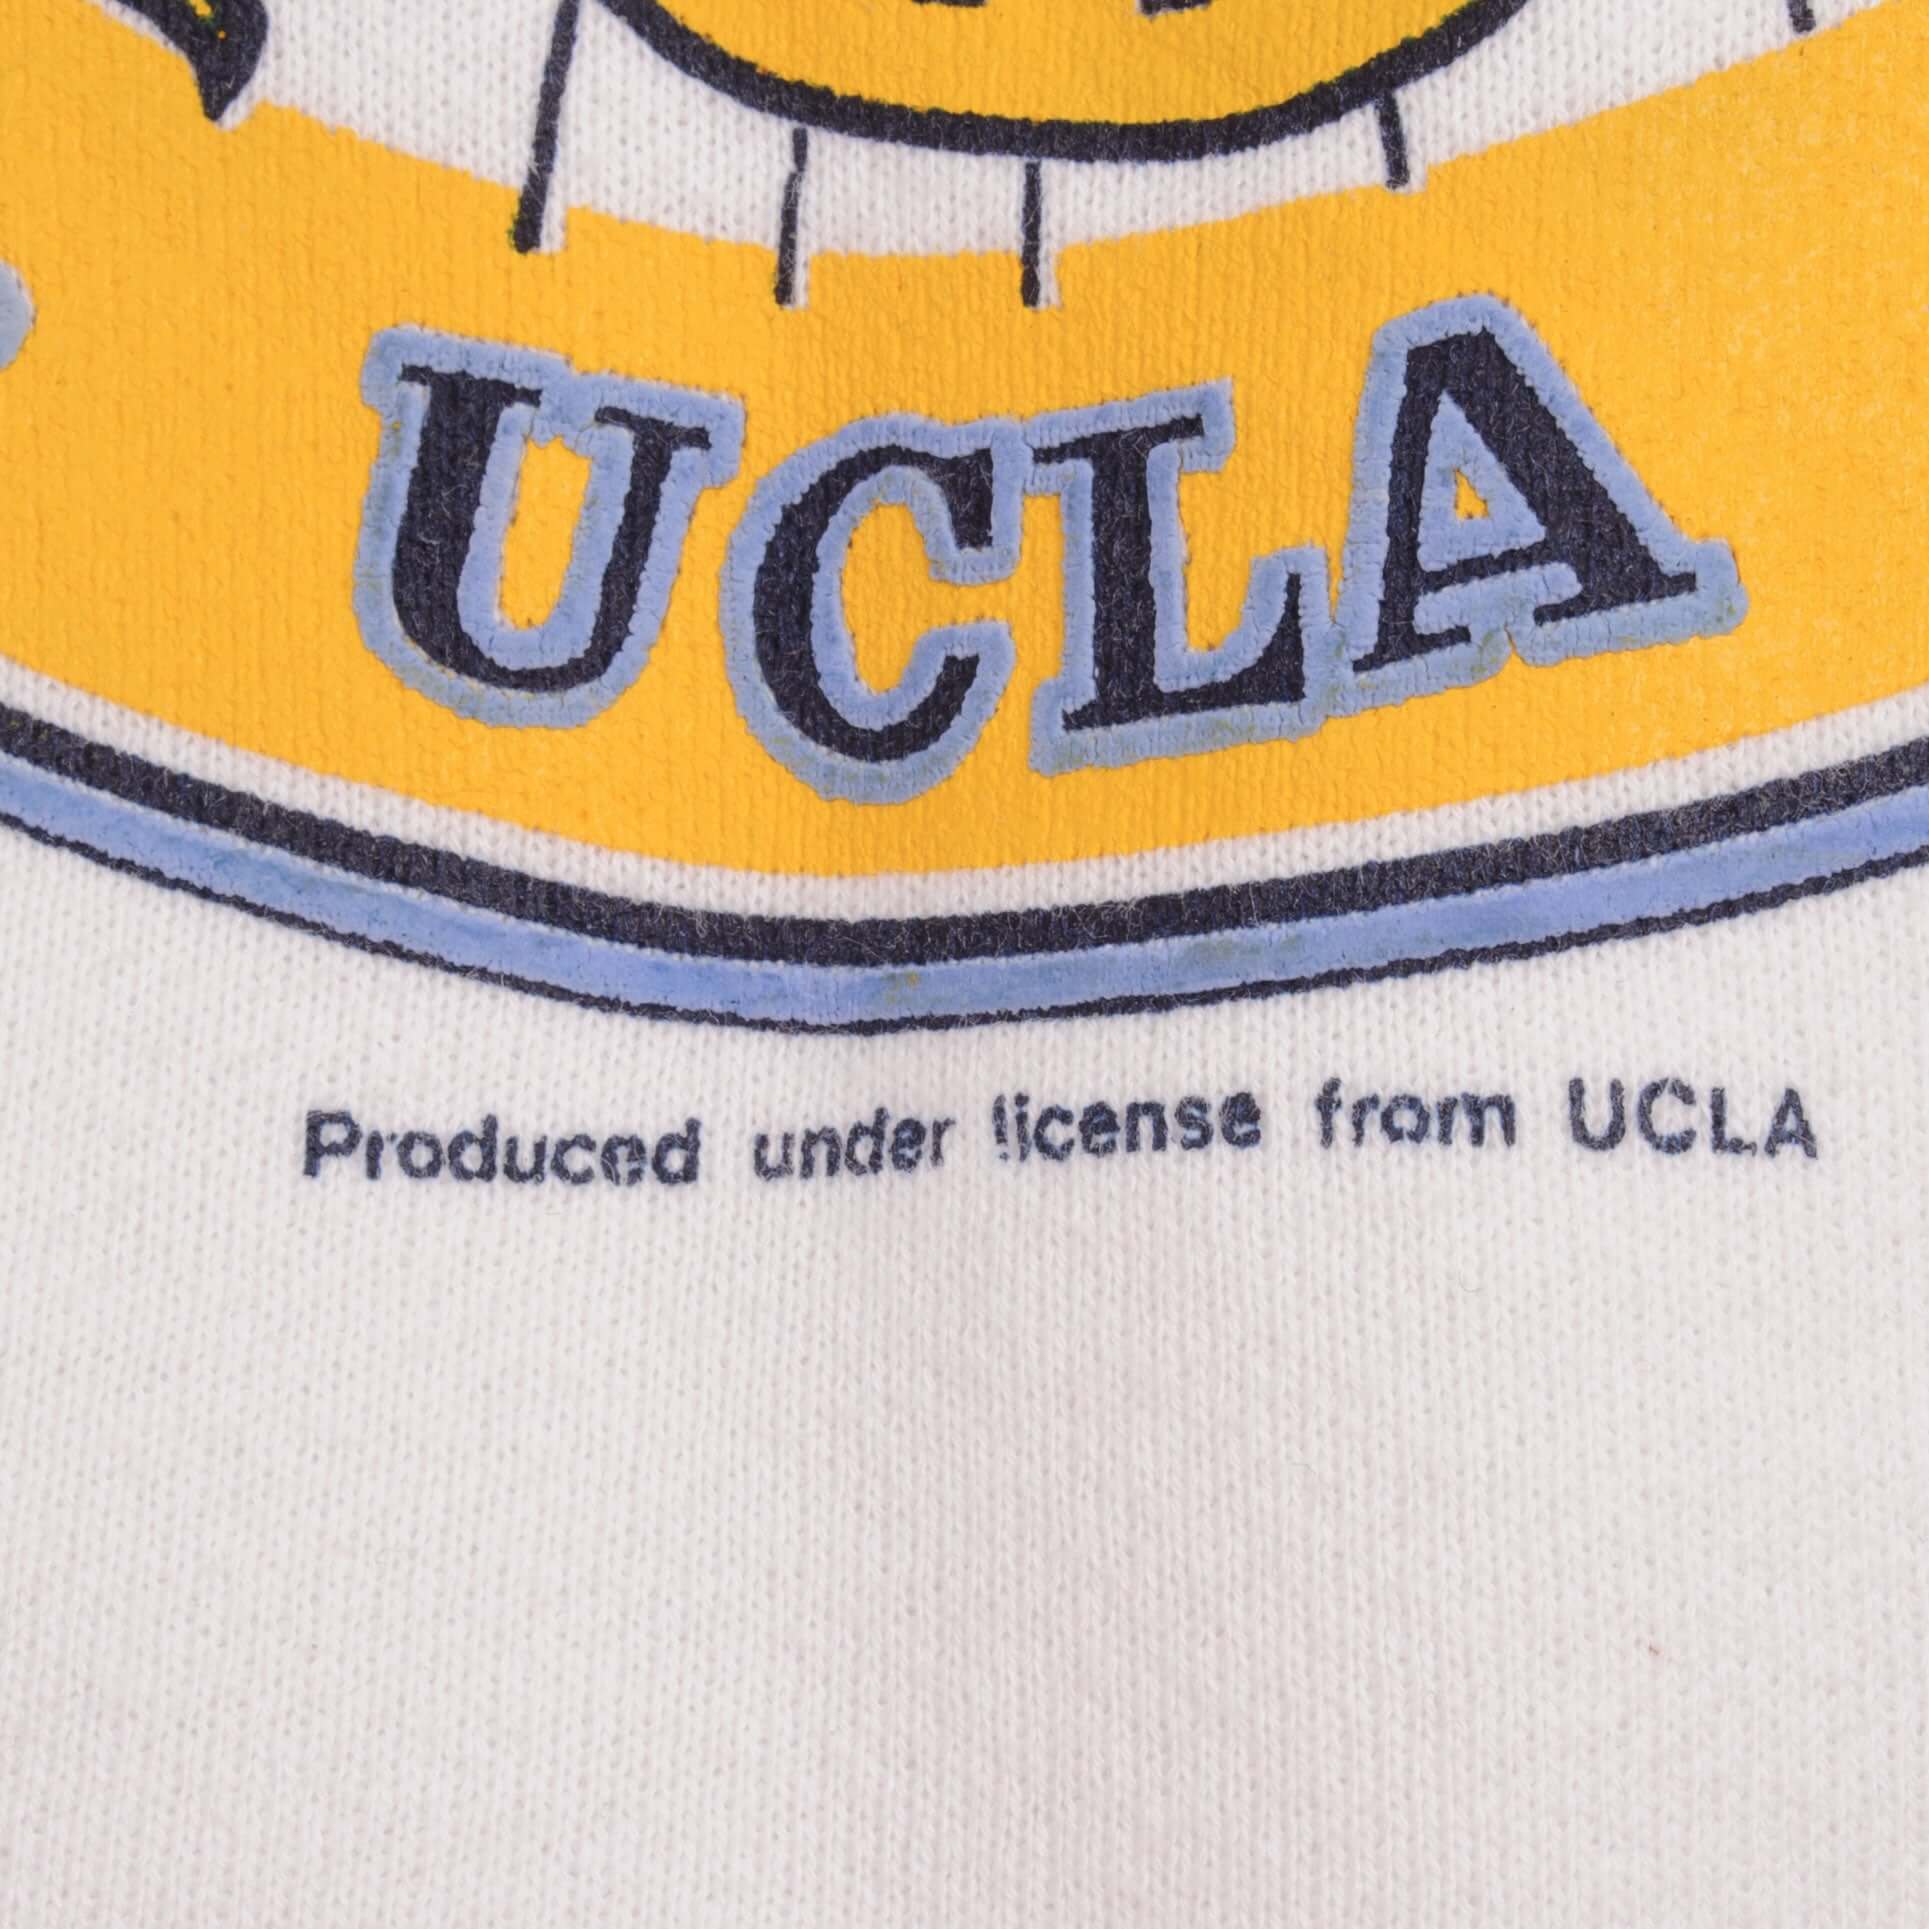 UCLA
Produced under license from UCLA